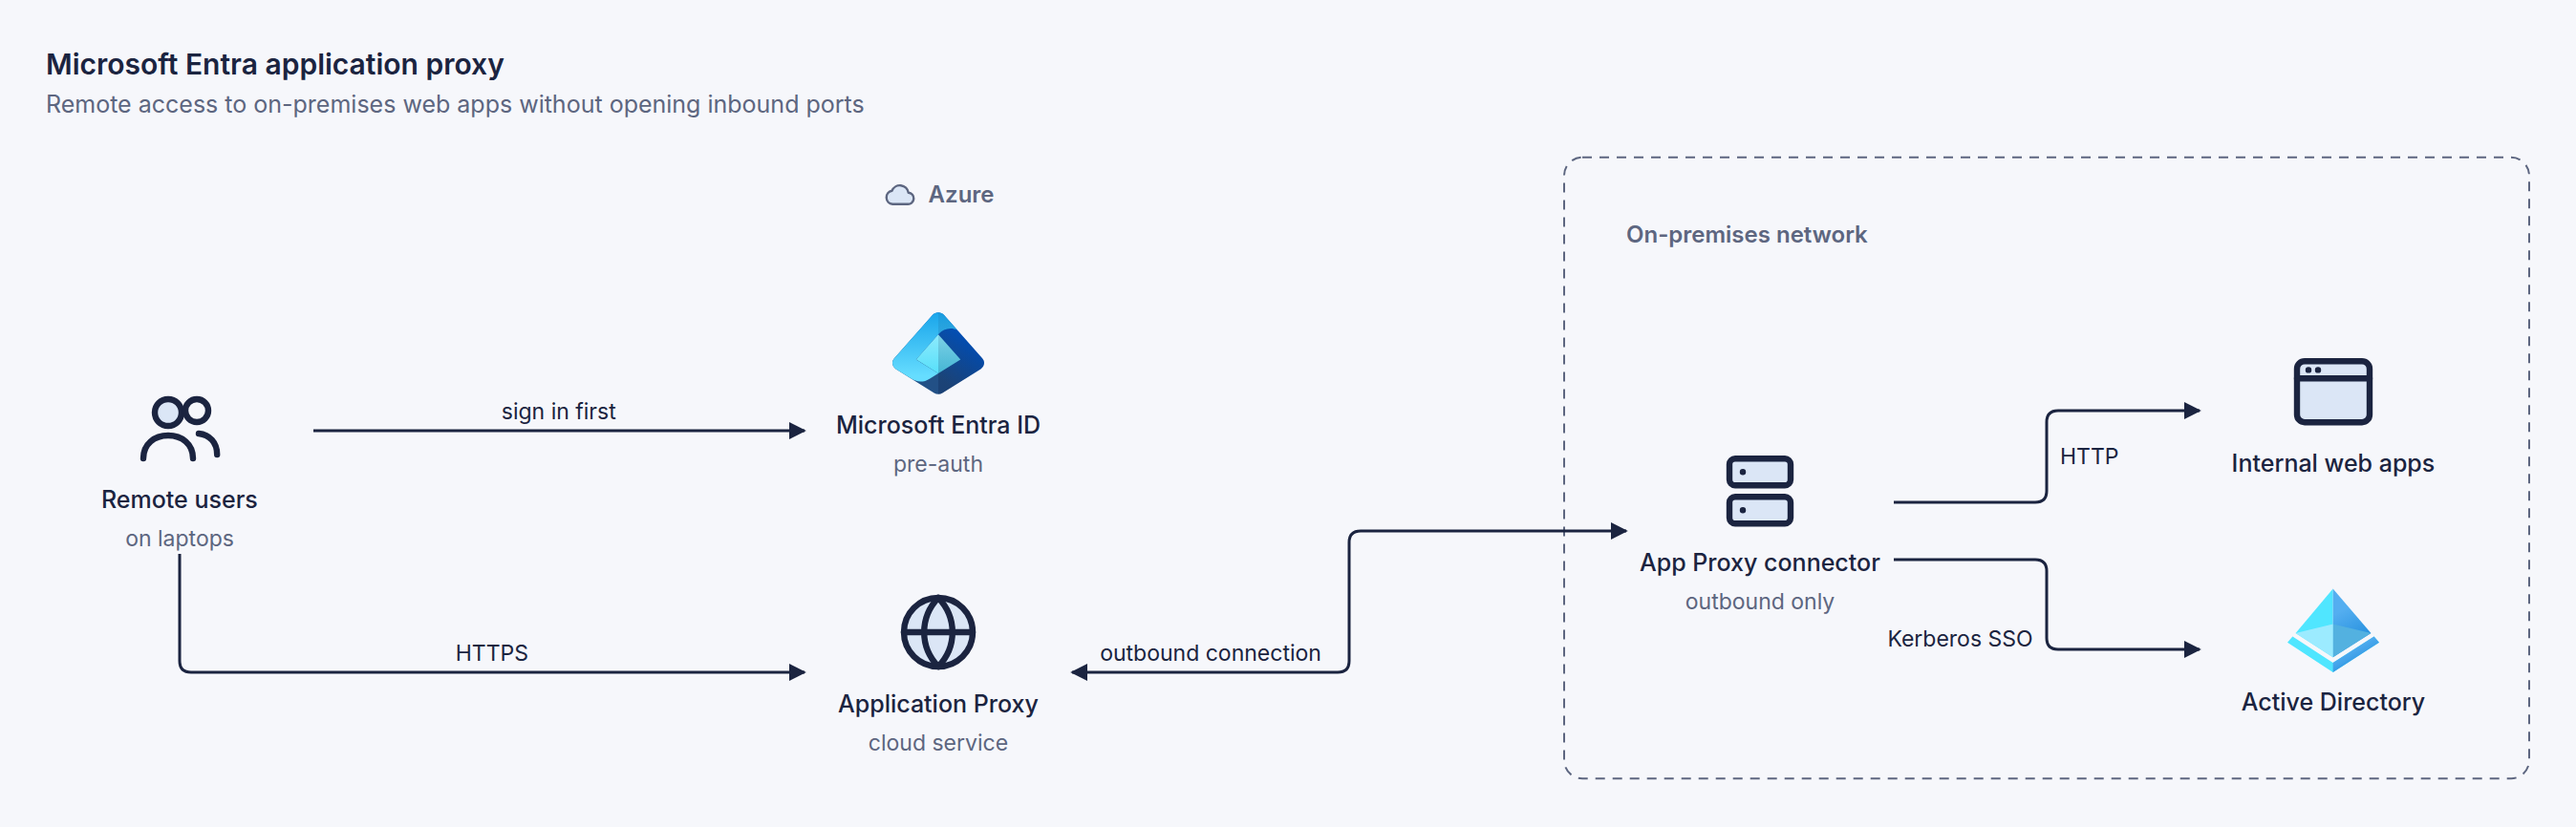 Microsoft Entra application proxy
Remote access to on-premises web apps without opening inbound ports
Azure
On-premises network
sign in first
Microsoft Entra ID
pre-auth
Remote users
on laptops
HTTPS
Application Proxy
cloud service
outbound connection
App Proxy connector
outbound only
HTTP
Internal web apps
Kerberos SSO
Active Directory